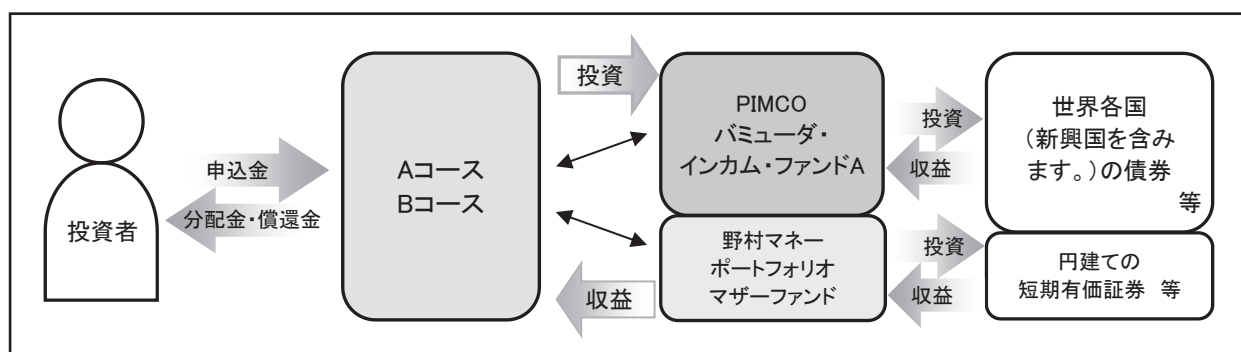 投資者
申込金
分配金・償還金
Aコース
Bコース
投資
収益
PIMCO
バミューダ・
インカム・ファンドA
野村マネー
ポートフォリオ
マザーファンド
投資
収益
投資
収益
世界各国
(新興国を含み
ます。)の債券
等
円建ての
短期有価証券 等